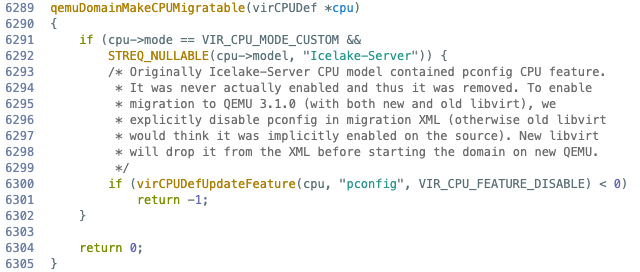 6289 qemuDomainMakeCPUMigratable(virCPUDef *cpu)
6290 {
6291     if (cpu->mode == VIR_CPU_MODE_CUSTOM &&
6292         STREQ_NULLABLE(cpu->model, "Icelake-Server")) {
6293         /* Originally Icelake-Server CPU model contained pconfig CPU feature.
6294          * It was never actually enabled and thus it was removed. To enable
6295          * migration to QEMU 3.1.0 (with both new and old libvirt), we
6296          * explicitly disable pconfig in migration XML (otherwise old libvirt
6297          * would think it was implicitly enabled on the source). New libvirt
6298          * will drop it from the XML before starting the domain on new QEMU.
6299          */
6300         if (virCPUDefUpdateFeature(cpu, "pconfig", VIR_CPU_FEATURE_DISABLE) < 0)
6301             return -1;
6302     }
6303
6304     return 0;
6305 }